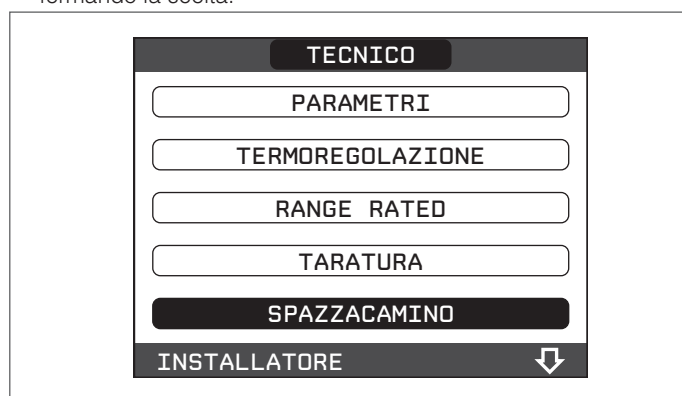 TECNICO
PARAMETRI
TERMOREGOLAZIONE
RANGE RATED
TARATURA
SPAZZACAMINO
INSTALLATORE